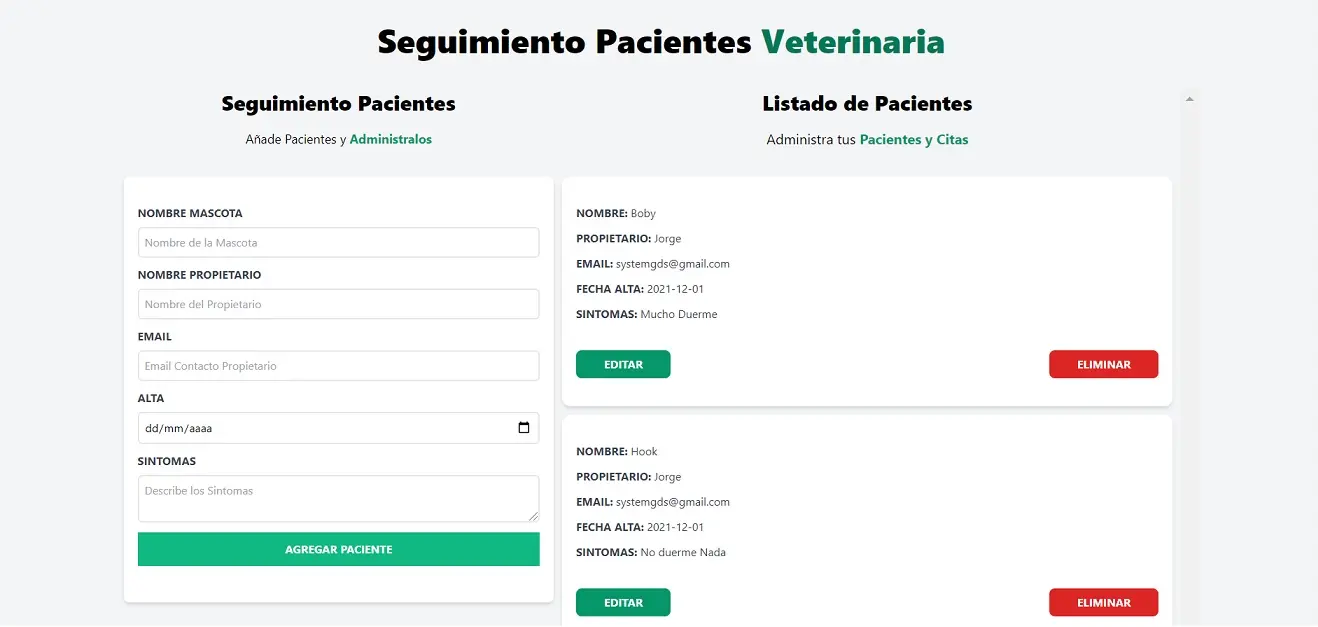 Seguimiento Pacientes Veterinaria
Seguimiento Pacientes
Añade Pacientes y Administralos
NOMBRE MASCOTA
Nombre de la Mascota
NOMBRE PROPIETARIO
Nombre del Propietario
EMAIL
Email Contacto Propietario
ALTA
dd/mm/aaaa
SINTOMAS
Describe los Sintomas
AGREGAR PACIENTE
Listado de Pacientes
Administra tus Pacientes y Citas
NOMBRE: Boby
PROPIETARIO: Jorge
EMAIL: systemgds@gmail.com
FECHA ALTA: 2021-12-01
SINTOMAS: Mucho Duerme
EDITAR
ELIMINAR
NOMBRE: Hook
PROPIETARIO: Jorge
EMAIL: systemgds@gmail.com
FECHA ALTA: 2021-12-01
SINTOMAS: No duerme Nada
EDITAR
ELIMINAR